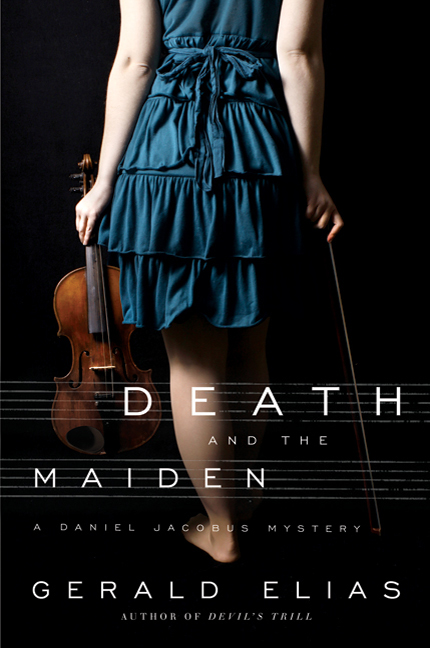 DEATH
AND THE
MAIDEN
A DANIEL JACOBUS MYSTERY
GERALD ELIAS
AUTHOR OF DEVIL'S TRILL